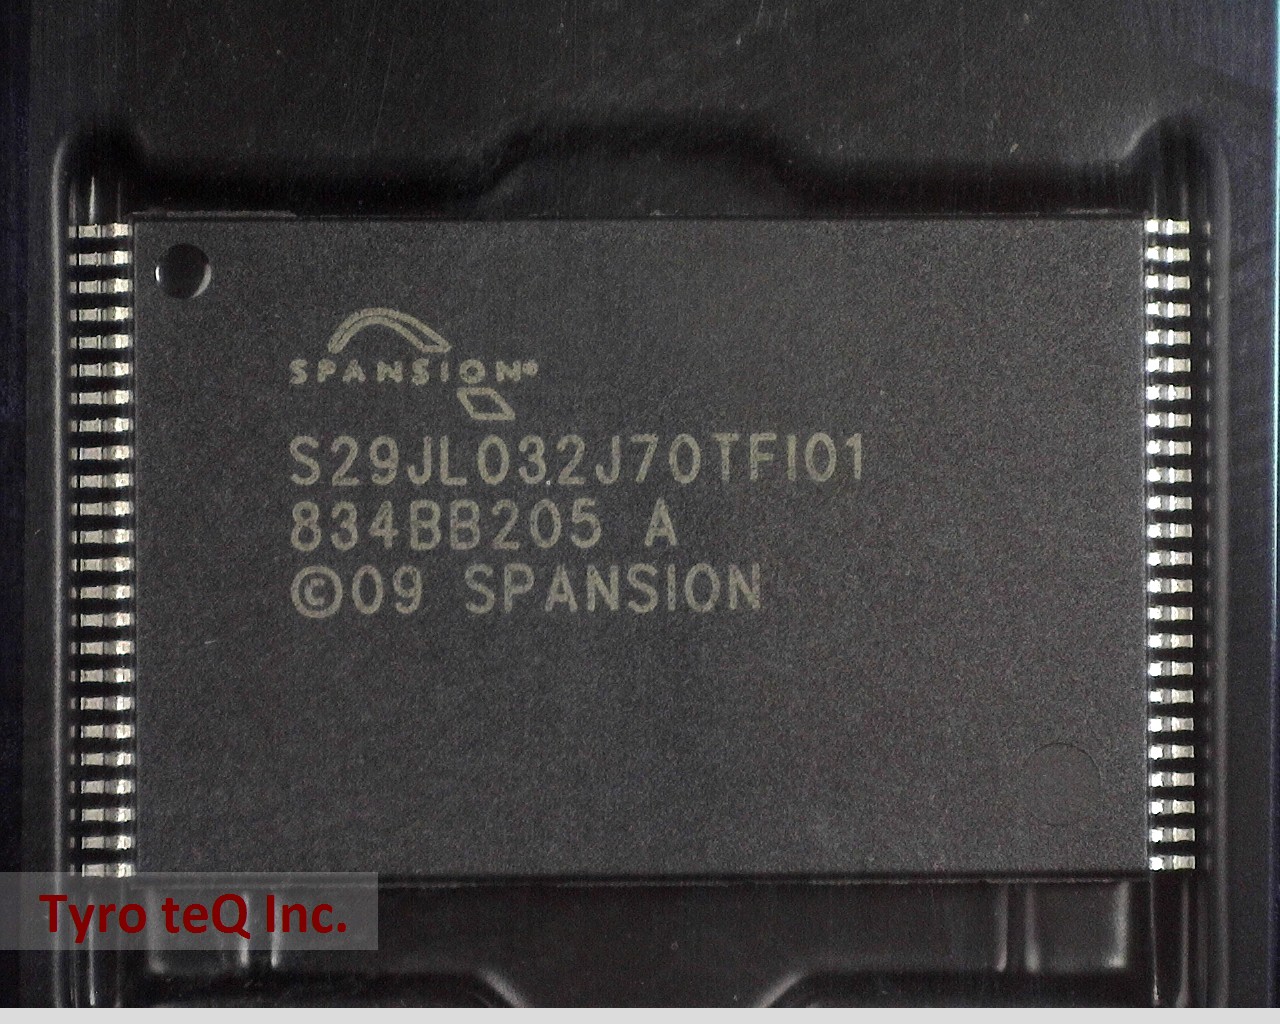 SPANSION®
S29JL032J70TFI01
834BB205 A
©09 SPANSION
Tyro teQ Inc.